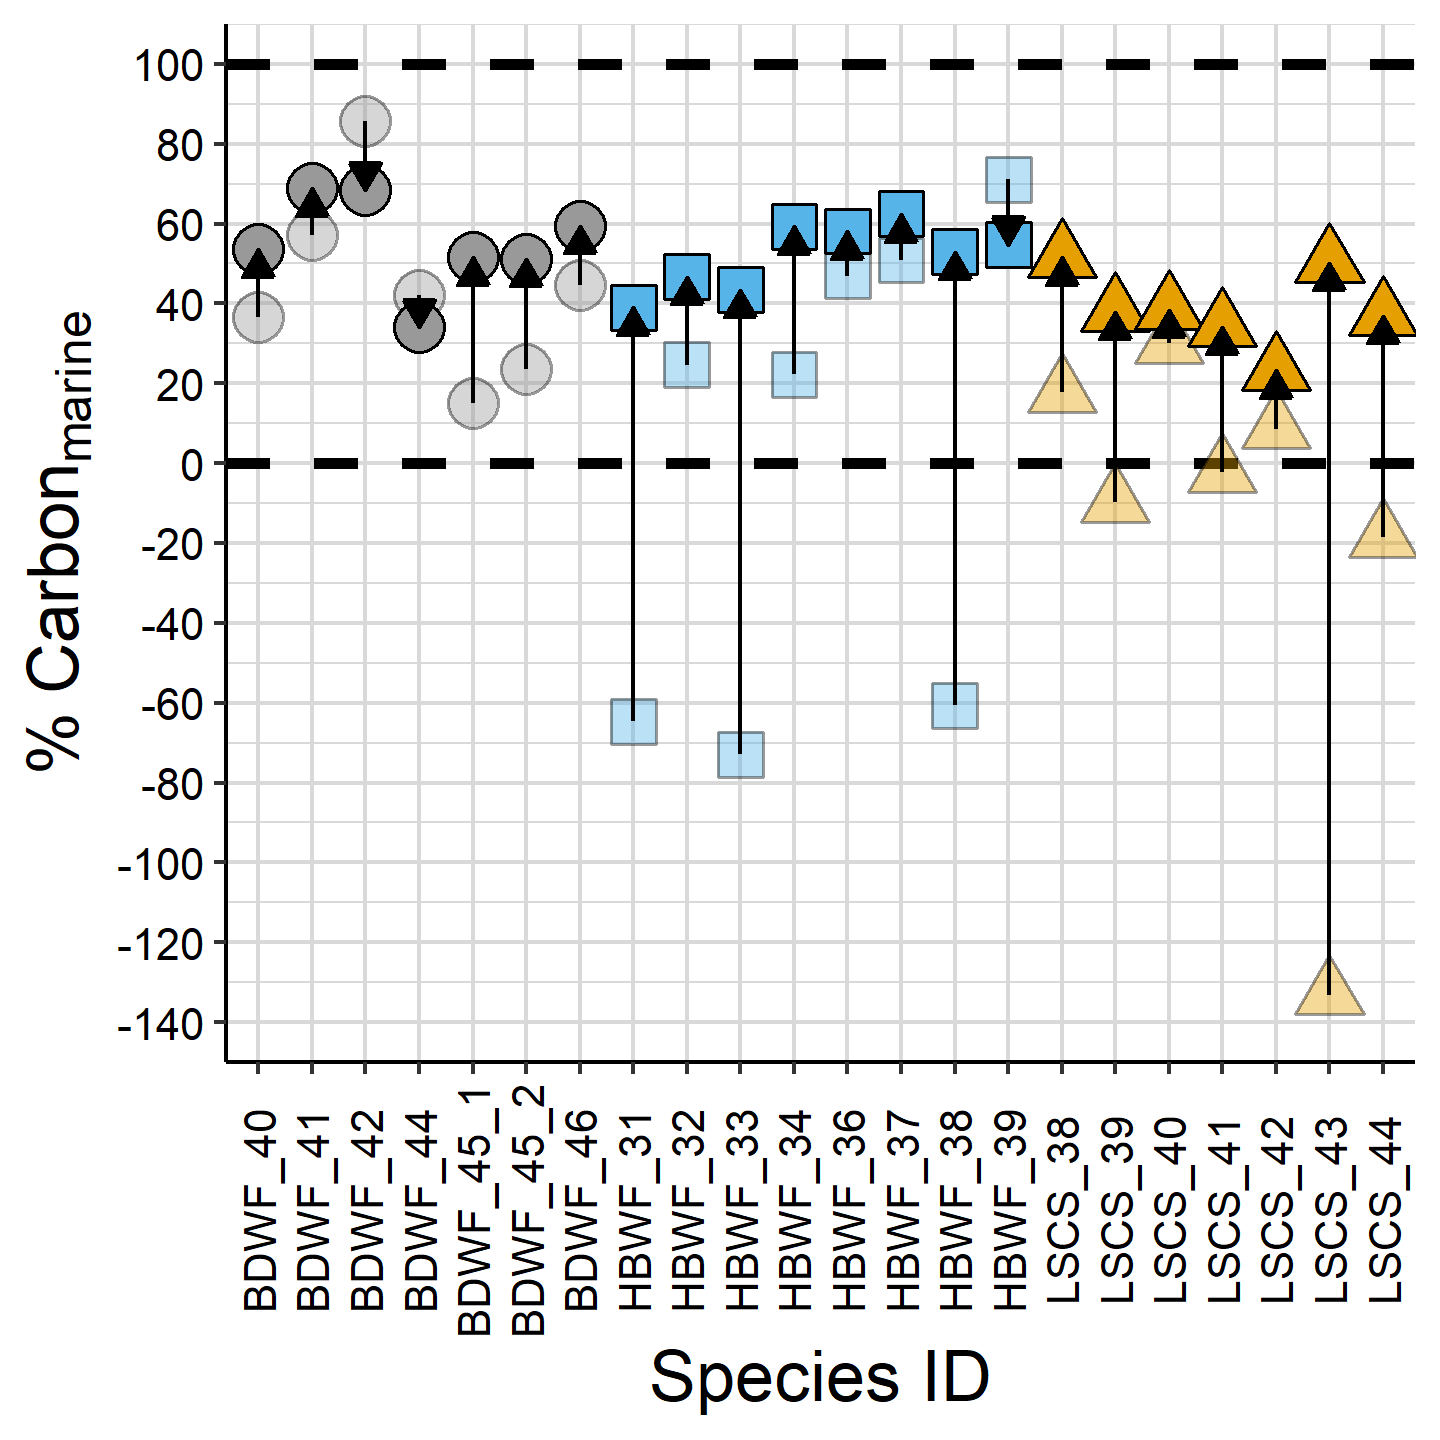 % Carbonmarine
100
80
60
40
20
0
-20
-40
-60
-80
-100
-120
-140
BDWF_40
BDWF_41
BDWF_42
BDWF_44
BDWF_45_1
BDWF_45_2
BDWF_46
HBWF_31
HBWF_32
HBWF_33
HBWF_34
HBWF_36
HBWF_37
HBWF_38
HBWF_39
LSCS_38
LSCS_39
LSCS_40
LSCS_41
LSCS_42
LSCS_43
LSCS_44
Species ID